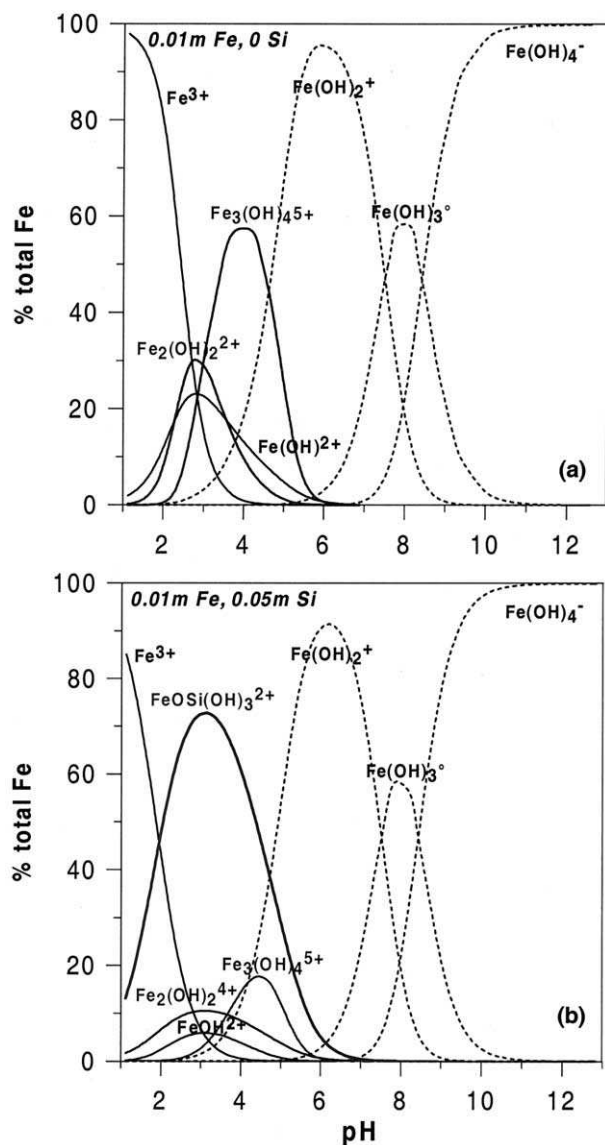 100
0.01m Fe, 0 Si
Fe(OH)₄⁻
Fe(OH)₂⁺
Fe³⁺
80
60
Fe₃(OH)₄5+
Fe(OH)₃°
% total Fe
40
Fe₂(OH)₂²⁺
20
Fe(OH)²⁺
(a)
0
2 4 6 8 10 12
100
0.01m Fe, 0.05m Si
Fe(OH)₄⁻
Fe³⁺
Fe(OH)₂⁺
80
FeOSi(OH)₃²⁺
60
Fe(OH)₃°
% total Fe
40
20
Fe₃(OH)₄⁵⁺
Fe₂(OH)₂⁴⁺
FeOH²⁺
(b)
0
2 4 6 8 10 12
pH